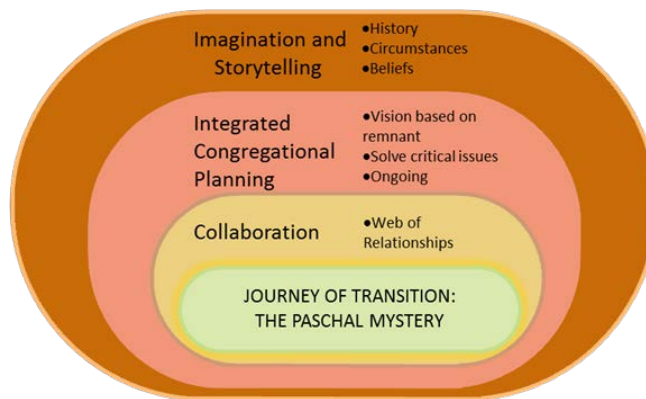 Imagination and
Storytelling
●History
●Circumstances
●Beliefs
Integrated
Congregational
Planning
●Vision based on
remnant
●Solve critical issues
●Ongoing
Collaboration
●Web of
Relationships
JOURNEY OF TRANSITION:
THE PASCHAL MYSTERY